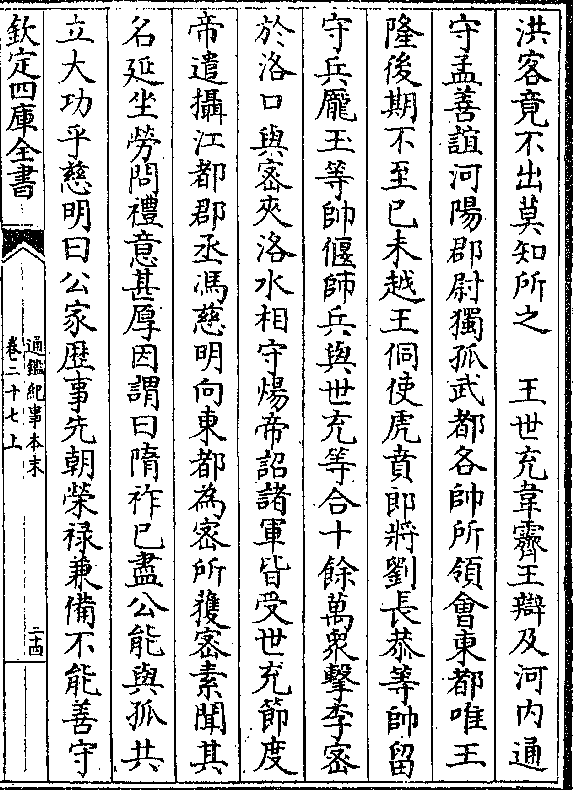 洪客竟不出莫知所之　王世充韋霽王辯及河內通
守孟善誼河陽郡尉獨孤武都各帥所領會東都唯王
隆後期不至已未越王侗使虎賁郎將劉長恭等帥留
守兵龐玉等帥偃師兵與世充等合十餘萬衆擊李密
於洛口與密夾洛水相守煬帝詔諸軍皆受世充節度
帝遣攝江都郡丞馮慈明向東都為密所獲密素聞其
名延坐勞問禮意甚厚因謂曰隋祚已盡公能與孤共
立大功乎慈明曰公家歴事先朝榮禄兼備不能善守
欽定四庫全書
通鑑紀事本末
卷二十七上
二十四